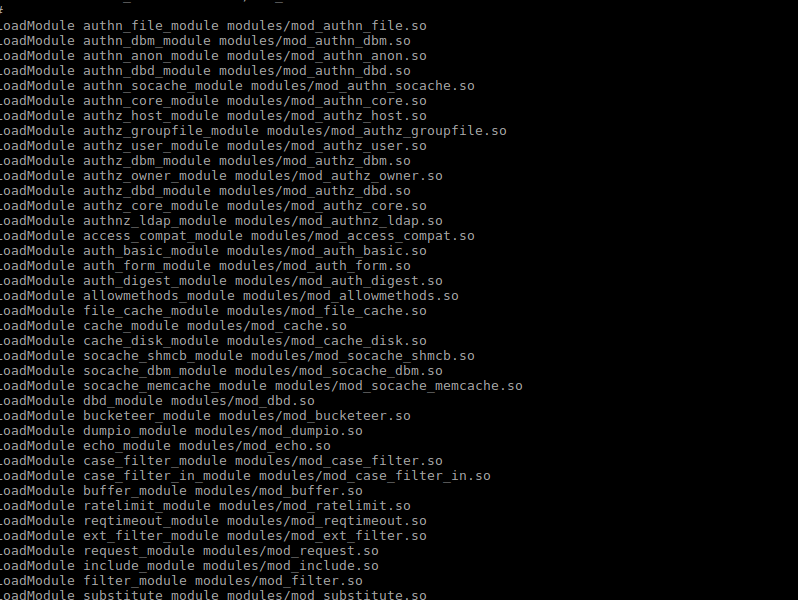 #
LoadModule authn_file_module modules/mod_authn_file.so
LoadModule authn_dbm_module modules/mod_authn_dbm.so
LoadModule authn_anon_module modules/mod_authn_anon.so
LoadModule authn_dbd_module modules/mod_authn_dbd.so
LoadModule authn_socache_module modules/mod_authn_socache.so
LoadModule authn_core_module modules/mod_authn_core.so
LoadModule authz_host_module modules/mod_authz_host.so
LoadModule authz_groupfile_module modules/mod_authz_groupfile.so
LoadModule authz_user_module modules/mod_authz_user.so
LoadModule authz_dbm_module modules/mod_authz_dbm.so
LoadModule authz_owner_module modules/mod_authz_owner.so
LoadModule authz_dbd_module modules/mod_authz_dbd.so
LoadModule authz_core_module modules/mod_authz_core.so
LoadModule authnz_ldap_module modules/mod_authnz_ldap.so
LoadModule access_compat_module modules/mod_access_compat.so
LoadModule auth_basic_module modules/mod_auth_basic.so
LoadModule auth_form_module modules/mod_auth_form.so
LoadModule auth_digest_module modules/mod_auth_digest.so
LoadModule allowmethods_module modules/mod_allowmethods.so
LoadModule file_cache_module modules/mod_file_cache.so
LoadModule cache_module modules/mod_cache.so
LoadModule cache_disk_module modules/mod_cache_disk.so
LoadModule socache_shmcb_module modules/mod_socache_shmcb.so
LoadModule socache_dbm_module modules/mod_socache_dbm.so
LoadModule socache_memcache_module modules/mod_socache_memcache.so
LoadModule dbd_module modules/mod_dbd.so
LoadModule bucketeer_module modules/mod_bucketeer.so
LoadModule dumpio_module modules/mod_dumpio.so
LoadModule echo_module modules/mod_echo.so
LoadModule case_filter_module modules/mod_case_filter.so
LoadModule case_filter_in_module modules/mod_case_filter_in.so
LoadModule buffer_module modules/mod_buffer.so
LoadModule ratelimit_module modules/mod_ratelimit.so
LoadModule reqtimeout_module modules/mod_reqtimeout.so
LoadModule ext_filter_module modules/mod_ext_filter.so
LoadModule request_module modules/mod_request.so
LoadModule include_module modules/mod_include.so
LoadModule filter_module modules/mod_filter.so
LoadModule substitute_module modules/mod_substitute.so